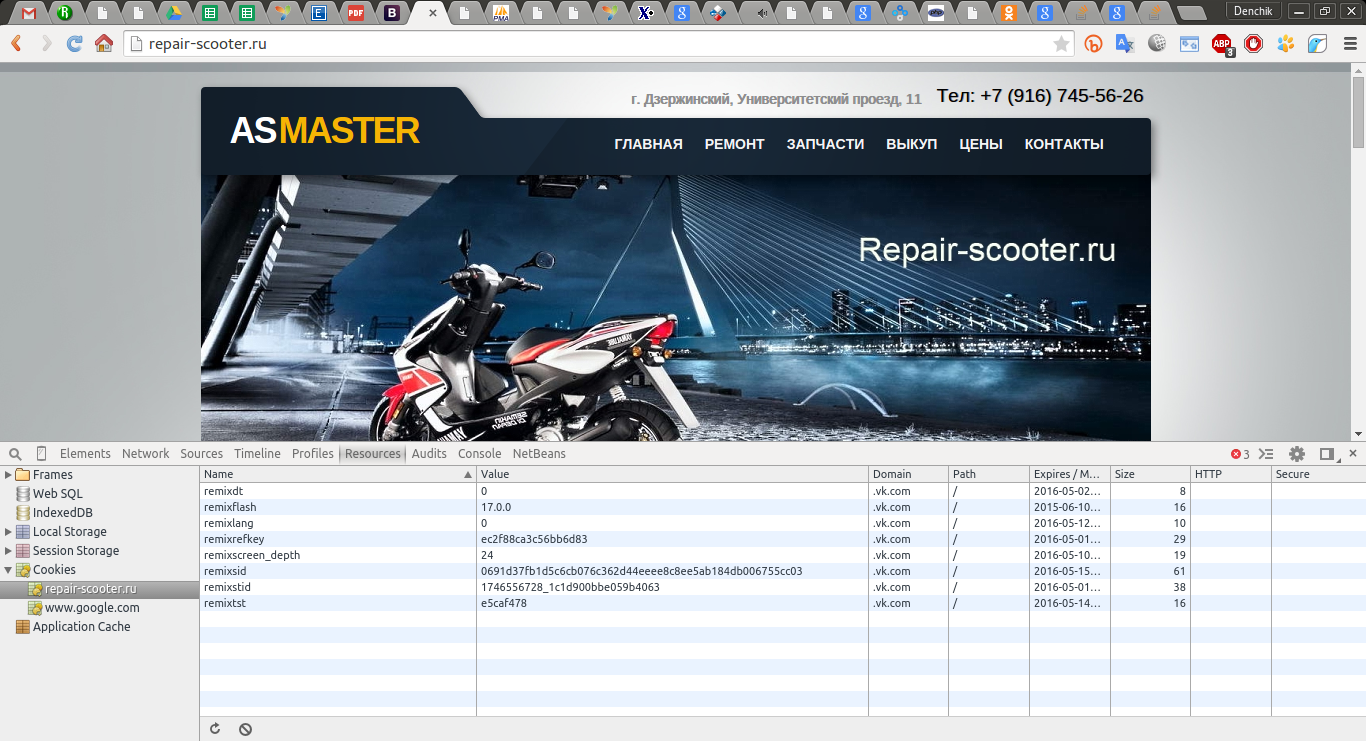 Denchik
repair-scooter.ru
ABP
3
г. Дзержинский, Университетский проезд, 11
Тел: +7 (916) 745-56-26
ASMASTER
ГЛАВНАЯ РЕМОНТ ЗАПЧАСТИ ВЫКУП ЦЕНЫ КОНТАКТЫ
Repair-scooter.ru
Elements Network Sources Timeline Profiles Resources Audits Console NetBeans
3
Frames
Web SQL
IndexedDB
Local Storage
Session Storage
Cookies
repair-scooter.ru
www.google.com
Application Cache
Name Value Domain Path Expires / M... Size HTTP Secure
remixdt 0 .vk.com / 2016-05-02... 8
remixflash 17.0.0 .vk.com / 2015-06-10... 16
remixlang 0 .vk.com / 2016-05-12... 10
remixrefkey ec2f88ca3c56bb6d83 .vk.com / 2016-05-01... 29
remixscreen_depth 24 .vk.com / 2016-05-10... 19
remixsid 0691d37fb1d5c6cb076c362d44eeee8c8ee5ab184db006755cc03 .vk.com / 2016-05-15... 61
remixstid 1746556728_1c1d900bbe059b4063 .vk.com / 2016-05-01... 38
remixtst e5caf478 .vk.com / 2016-05-14... 16